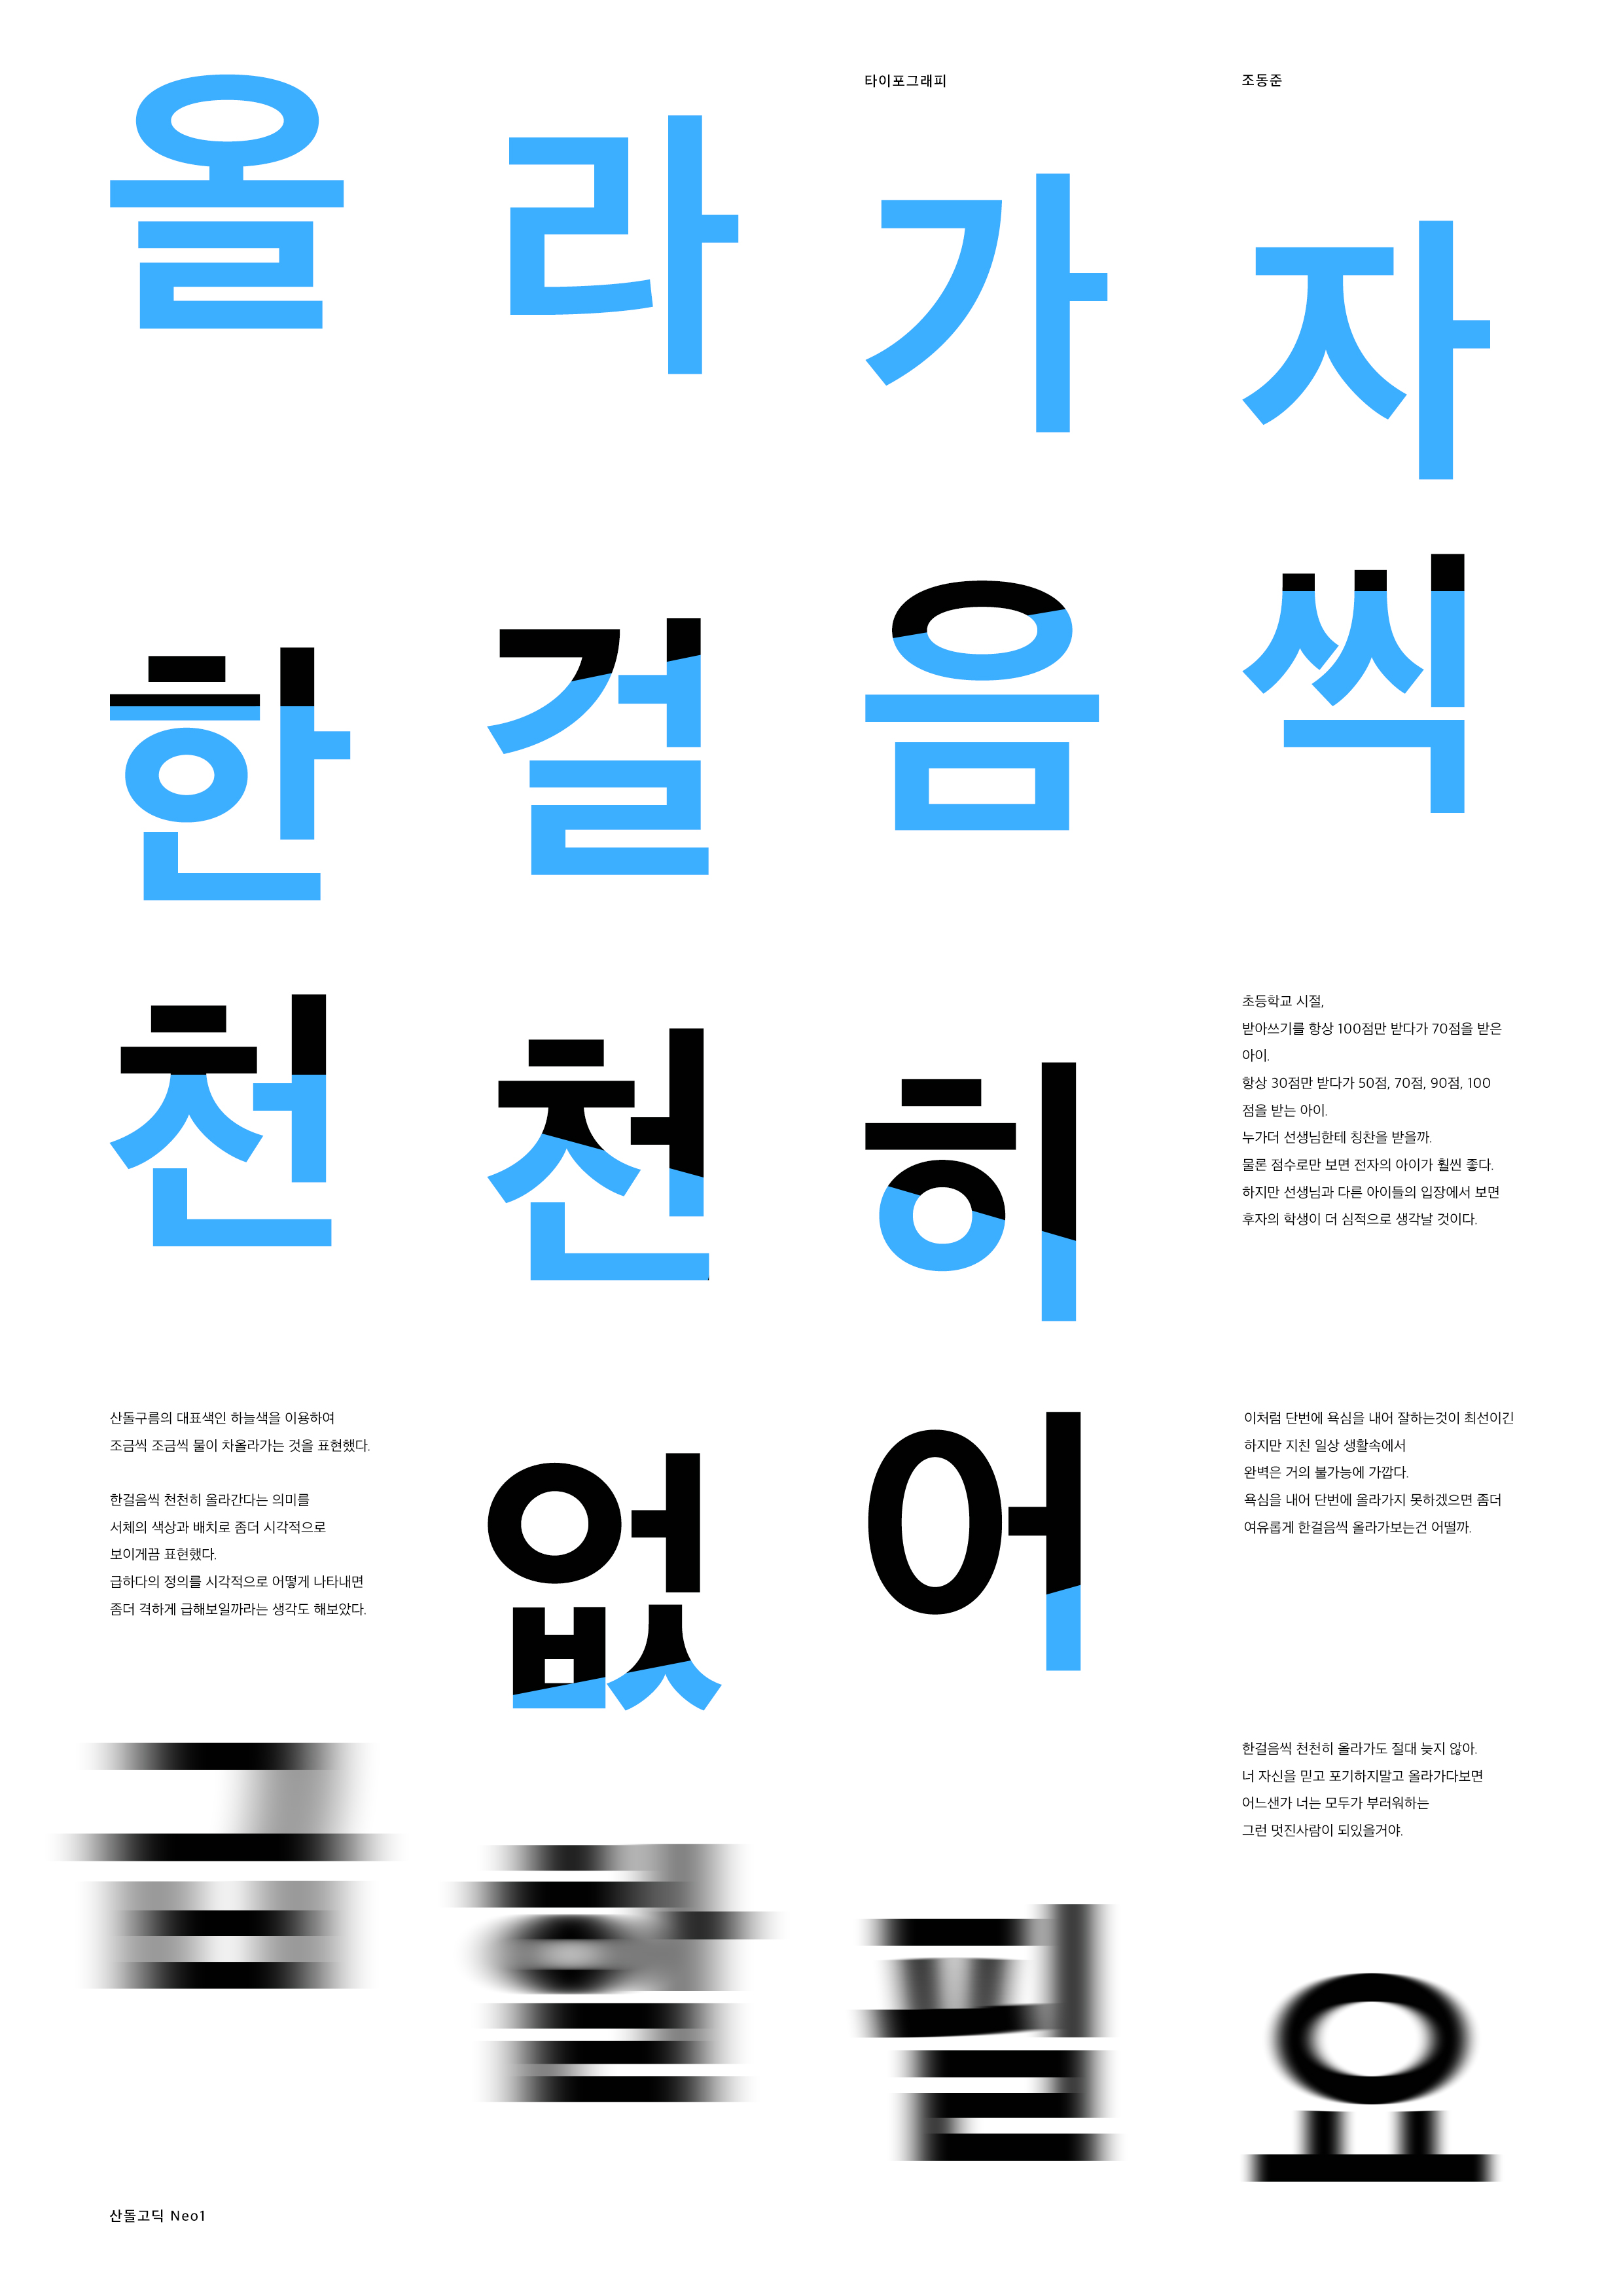 타이포그래피
조동준
올라가자
한걸음씩
천천히
초등학교 시절,
받아쓰기를 항상 100점만 받다가 70점을 받은
아이.
항상 30점만 받다가 50점, 70점, 90점, 100
점을 받는 아이.
누가더 선생님한테 칭찬을 받을까.
물론 점수로만 보면 전자의 아이가 훨씬 좋다.
하지만 선생님과 다른 아이들의 입장에서 보면
후자의 학생이 더 심적으로 생각날 것이다.
산돌구름의 대표색인 하늘색을 이용하여
조금씩 조금씩 물이 차올라가는 것을 표현했다.
한걸음씩 천천히 올라간다는 의미를
서체의 색상과 배치로 좀더 시각적으로
보이게끔 표현했다.
급하다의 정의를 시각적으로 어떻게 나타내면
좀더 격하게 급해보일까라는 생각도 해보았다.
없어
이처럼 단번에 욕심을 내어 잘하는것이 최선이긴
하지만 지친 일상 생활속에서
완벽은 거의 불가능에 가깝다.
욕심을 내어 단번에 올라가지 못하겠으면 좀더
여유롭게 한걸음씩 올라가보는건 어떨까.
급할필요
한걸음씩 천천히 올라가도 절대 늦지 않아.
너 자신을 믿고 포기하지말고 올라가다보면
어느샌가 너는 모두가 부러워하는
그런 멋진사람이 되있을거야.
산돌고딕 Neo1